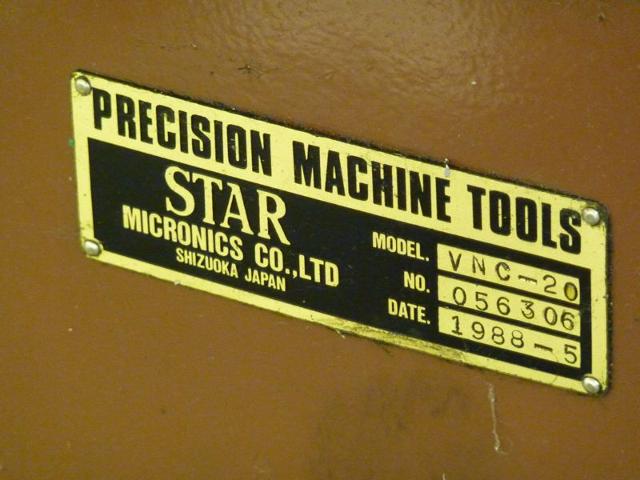 PRECISION MACHINE TOOLS
STAR
MICRONICS CO.,LTD
SHIZUOKA JAPAN
MODEL. VNC-20
NO. 056306
DATE. 1988-5